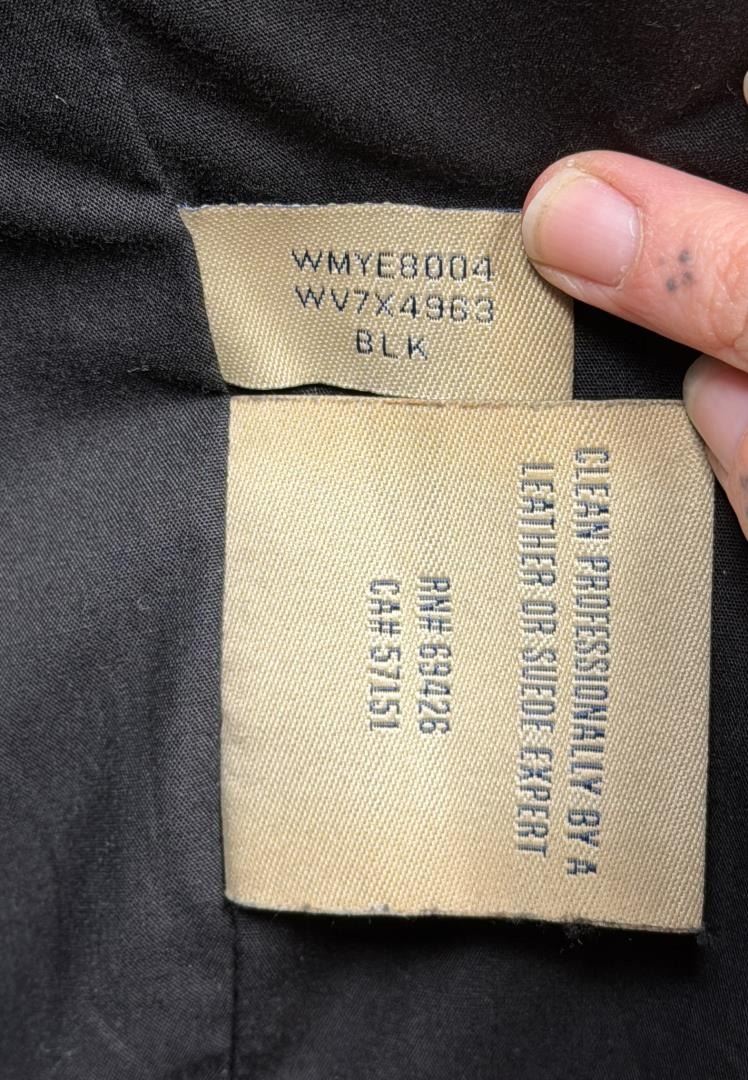 WMYE8004
WV7X4963
BLK
CLEAN PROFESSIONALLY BY A
LEATHER OR SUEDE EXPERT
RN# 69426
CA# 57151